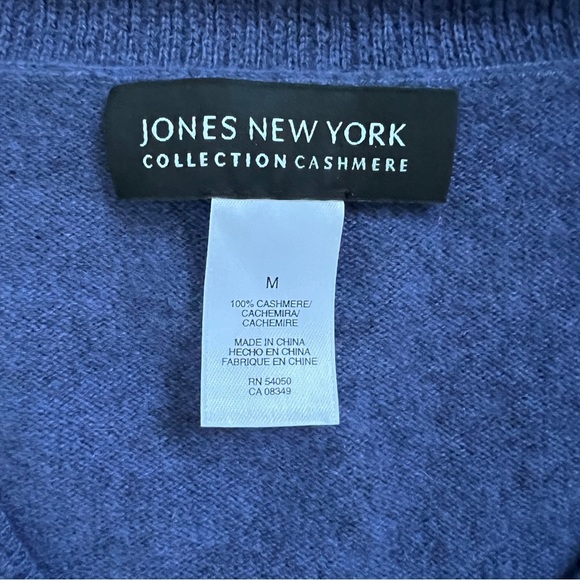 JONES NEW YORK
COLLECTION CASHMERE
M
100% CASHMERE/
CACHEMIRA/
CACHEMIRE
MADE IN CHINA
HECHO EN CHINA
FABRIQUE EN CHINE
RN 54050
CA 08349